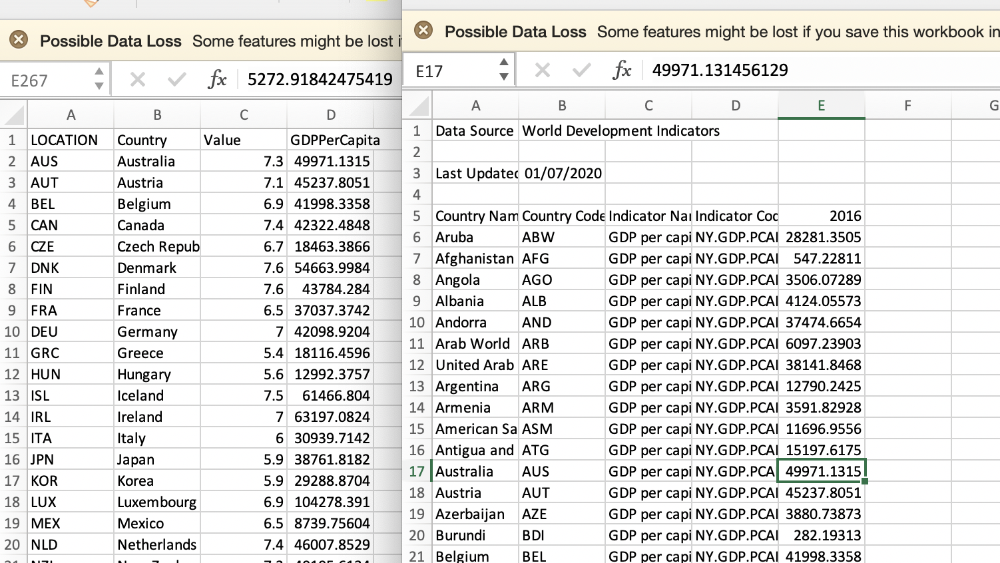 Possible Data Loss Some features might be lost i
E267 fx 5272.91842475419
A B C D
1 LOCATION Country Value GDPPerCapita
2 AUS Australia 7.3 49971.1315
3 AUT Austria 7.1 45237.8051
4 BEL Belgium 6.9 41998.3358
5 CAN Canada 7.4 42322.4848
6 CZE Czech Repub 6.7 18463.3866
7 DNK Denmark 7.6 54663.9984
8 FIN Finland 7.6 43784.284
9 FRA France 6.5 37037.3742
10 DEU Germany 7 42098.9204
11 GRC Greece 5.4 18116.4596
12 HUN Hungary 5.6 12992.3757
13 ISL Iceland 7.5 61466.804
14 IRL Ireland 7 63197.0824
15 ITA Italy 6 30939.7142
16 JPN Japan 5.9 38761.8182
17 KOR Korea 5.9 29288.8704
18 LUX Luxembourg 6.9 104278.391
19 MEX Mexico 6.5 8739.75604
20 NLD Netherlands 7.4 46007.8529
Possible Data Loss Some features might be lost if you save this workbook in
E17 fx 49971.131456129
A B C D E F G
1 Data Source World Development Indicators
2
3 Last Updated 01/07/2020
4
5 Country Nam Country Code Indicator Nar Indicator Coc 2016
6 Aruba ABW GDP per capi NY.GDP.PCAI 28281.3505
7 Afghanistan AFG GDP per capi NY.GDP.PCAI 547.22811
8 Angola AGO GDP per capi NY.GDP.PCAI 3506.07289
9 Albania ALB GDP per capi NY.GDP.PCAI 4124.05573
10 Andorra AND GDP per capi NY.GDP.PCAI 37474.6654
11 Arab World ARB GDP per capi NY.GDP.PCAI 6097.23903
12 United Arab ARE GDP per capi NY.GDP.PCAI 38141.8468
13 Argentina ARG GDP per capi NY.GDP.PCAI 12790.2425
14 Armenia ARM GDP per capi NY.GDP.PCAI 3591.82928
15 American Sa ASM GDP per capi NY.GDP.PCAI 11696.9556
16 Antigua and ATG GDP per capi NY.GDP.PCAI 15197.6175
17 Australia AUS GDP per capi NY.GDP.PCA 49971.1315
18 Austria AUT GDP per capi NY.GDP.PCAI 45237.8051
19 Azerbaijan AZE GDP per capi NY.GDP.PCAI 3880.73873
20 Burundi BDI GDP per capi NY.GDP.PCAI 282.19313
21 Belgium BEL GDP per capi NY.GDP.PCAI 41998.3358